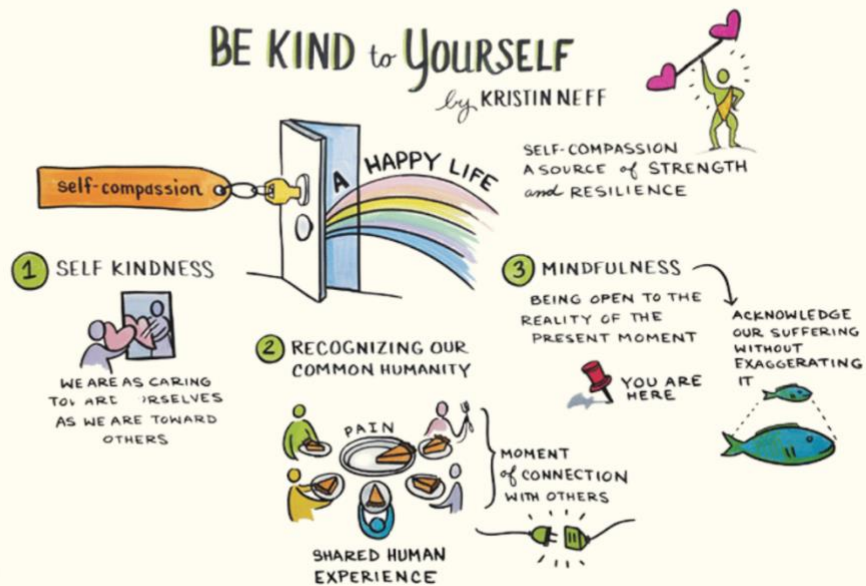 BE KIND to YOURSELF
by KRISTIN NEFF
self-compassion
A HAPPY LIFE
SELF-COMPASSION
A SOURCE of STRENGTH
and RESILIENCE
1 SELF KINDNESS
WE ARE AS CARING
AS WE ARE TOWARD
OTHERS
2 RECOGNIZING OUR
COMMON HUMANITY
PAIN
MOMENT
of CONNECTION
WITH OTHERS
SHARED HUMAN
EXPERIENCE
3 MINDFULNESS
BEING OPEN TO THE
REALITY OF THE
PRESENT MOMENT
YOU ARE
HERE
ACKNOWLEDGE
OUR SUFFERING
WITHOUT
EXAGGERATING
IT